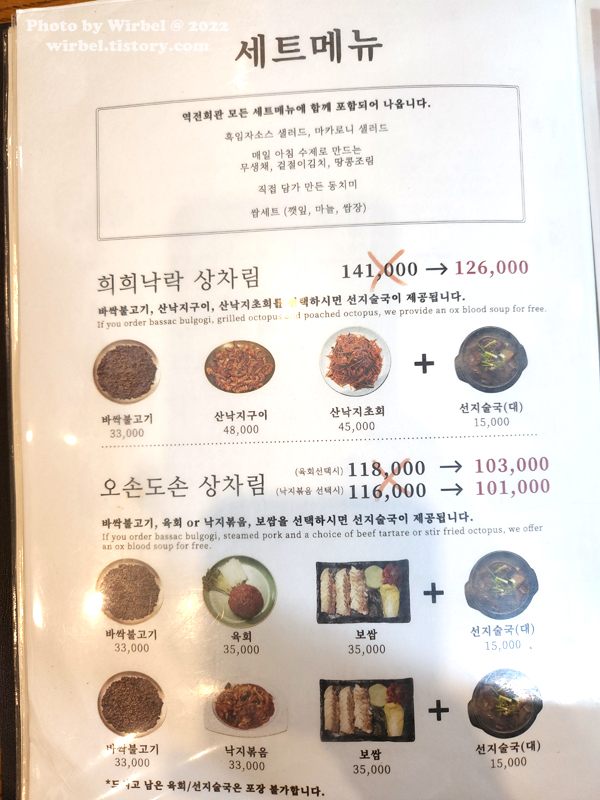 Photo by Wirbel @ 2022
wirbel.tistory.com
세트메뉴
역전회관 모든 세트메뉴에 함께 포함되어 나옵니다.
흑임자소스 샐러드, 마카로니 샐러드
매일 아침 수제로 만드는
무생채, 겉절이김치, 땅콩조림
직접 담가 만든 동치미
쌈세트 (깻잎, 마늘, 쌈장)
희희낙락 상차림 141,000 → 126,000
바싹불고기, 산낙지구이, 산낙지초회를 택하시면 선지술국이 제공됩니다.
If you order bassac bulgogi, grilled octopus and poached octopus, we provide an ox blood soup for free.
+
바싹불고기 산낙지구이 산낙지초회 선지술국(대)
33,000 48,000 45,000 15,000
오손도손 상차림 (육회선택시) 118,000 → 103,000
(낙지볶음 선택시) 116,000 → 101,000
바싹불고기, 육회 or 낙지볶음, 보쌈을 선택하시면 선지술국이 제공됩니다.
If you order bassac bulgogi, steamed pork and a choice of beef tartare or stir fried octopus, we offer
an ox blood soup for free.
+
바싹불고기 육회 보쌈 선지술국(대)
33,000 35,000 35,000 15,000
+
바싹불고기 낙지볶음 보쌈 선지술국(대)
33,000 33,000 35,000 15,000
남은 육회/선지술국은 포장 불가합니다.